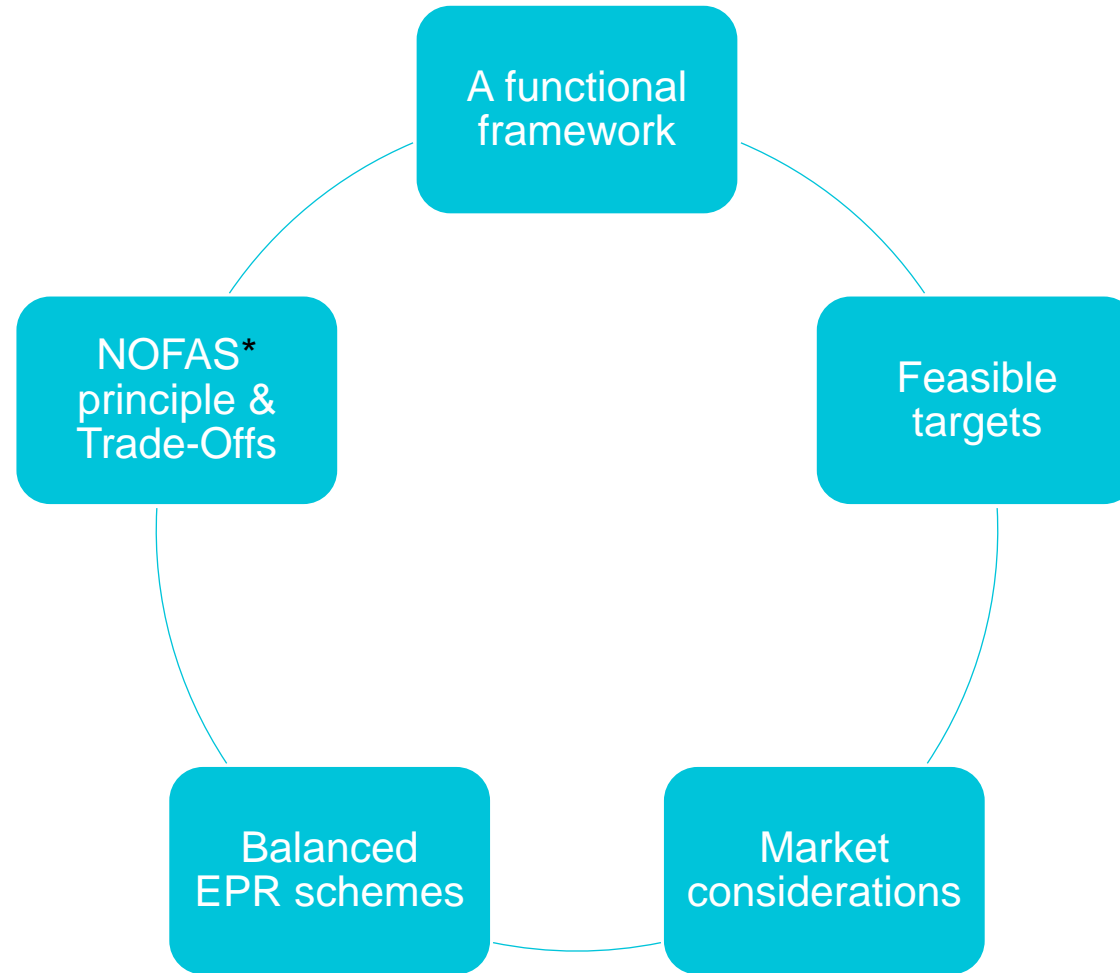 A functional
framework
Feasible
targets
Market
considerations
Balanced
EPR schemes
NOFAS*
principle &
Trade-Offs